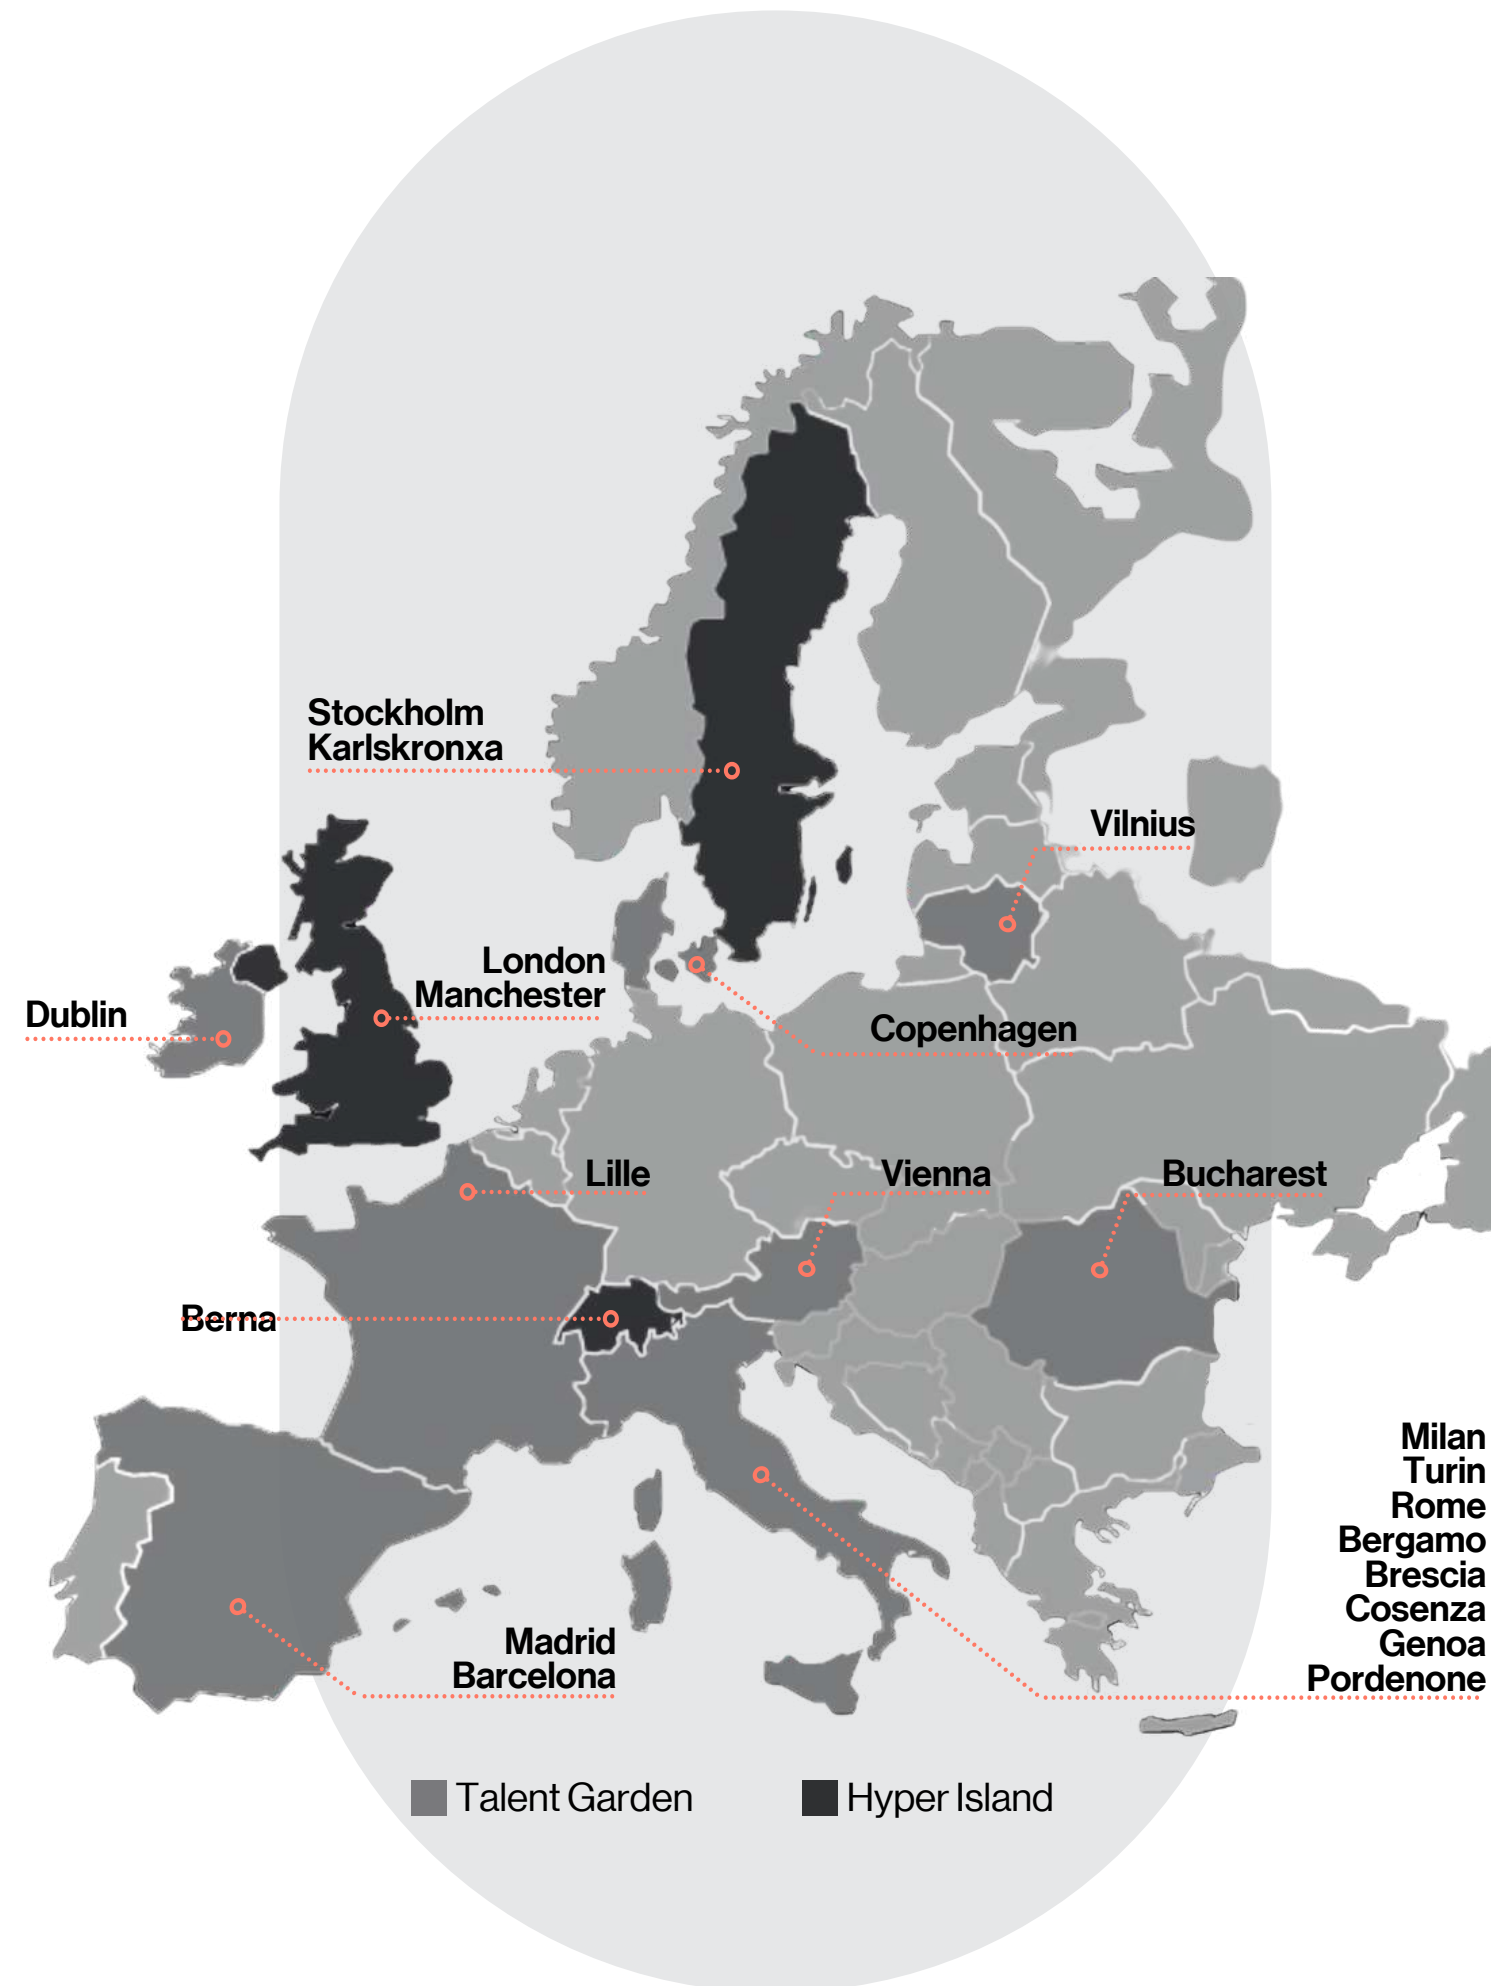 Stockholm
Karlskronxa
Vilnius
London
Manchester
Dublin
Copenhagen
Lille
Vienna
Bucharest
Berna
Milan
Turin
Rome
Bergamo
Brescia
Cosenza
Genoa
Pordenone
Madrid
Barcelona
Talent Garden
Hyper Island